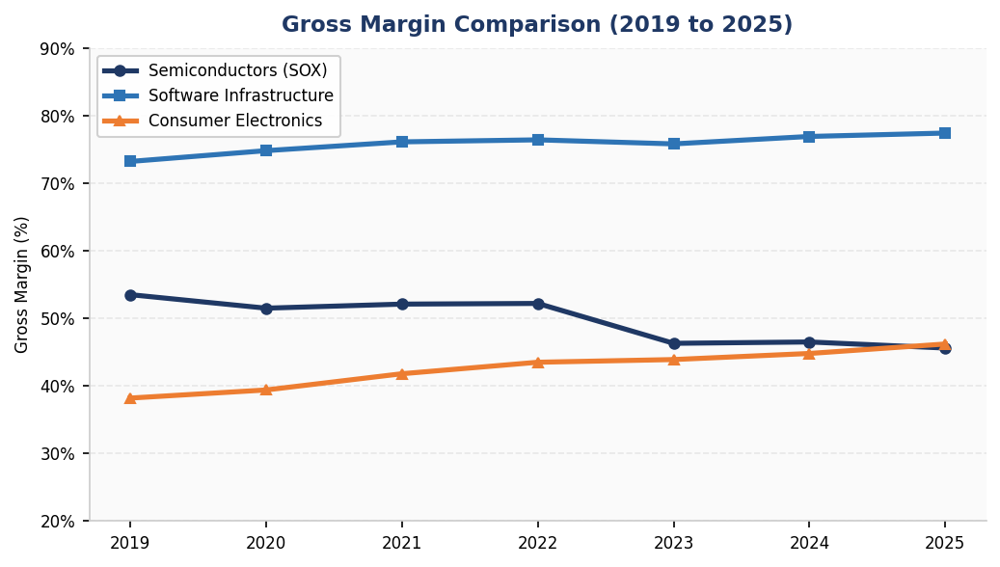 Gross Margin Comparison (2019 to 2025)
90%
80%
70%
60%
50%
40%
30%
20%
Gross Margin (%)
Semiconductors (SOX)
Software Infrastructure
Consumer Electronics
2019 2020 2021 2022 2023 2024 2025